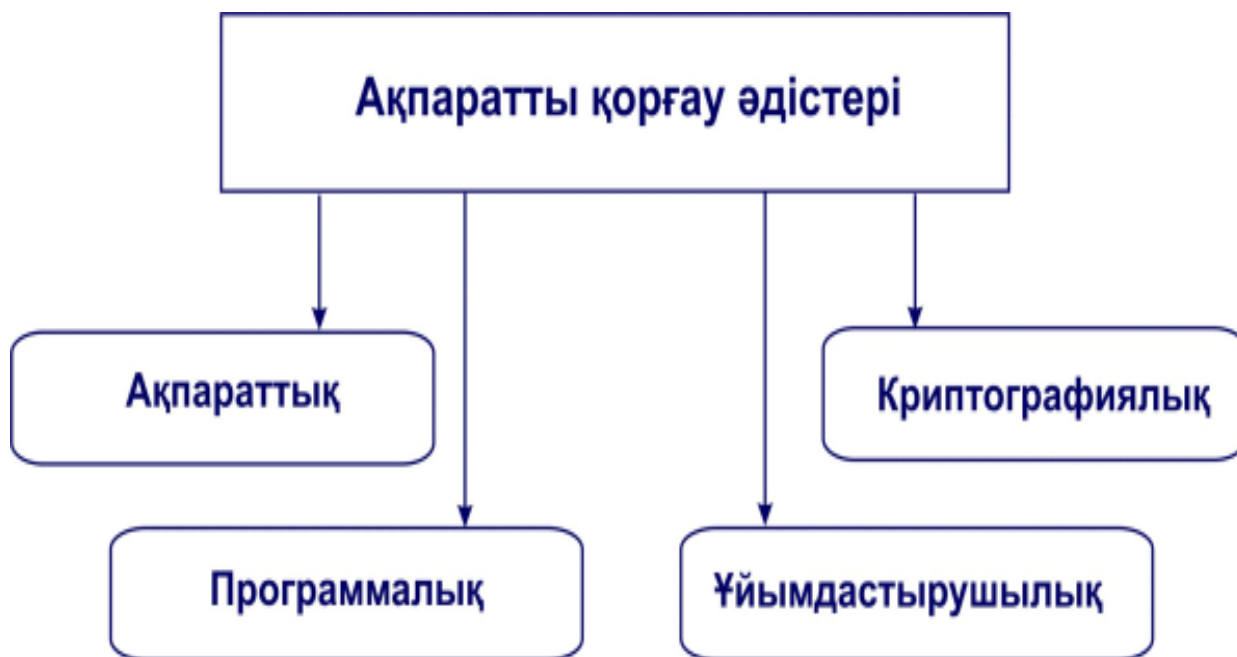 Ақпаратты қорғау әдістері
Ақпараттық
Криптографиялық
Программалық
Ұйымдастырушылық